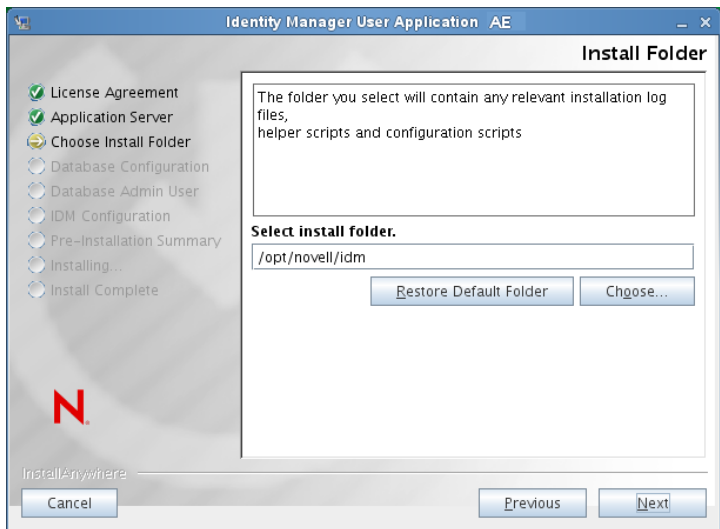 Identity Manager User Application AE
Install Folder
License Agreement
Application Server
Choose Install Folder
Database Configuration
Database Admin User
IDM Configuration
Pre-Installation Summary
Installing...
Install Complete
The folder you select will contain any relevant installation log
files,
helper scripts and configuration scripts
Select install folder.
/opt/novell/idm
Restore Default Folder
Choose...
N
InstallAnywhere
Cancel
Previous
Next